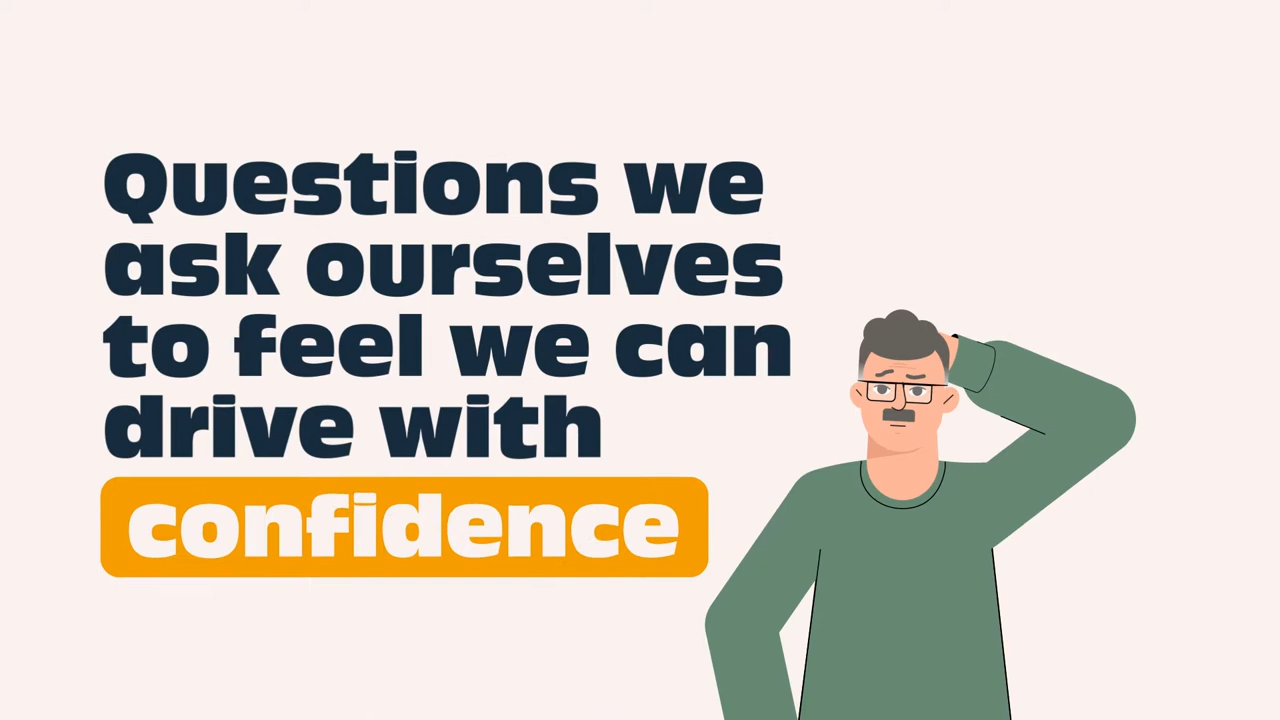 Questions we
ask ourselves
to feel we can
drive with
confidence